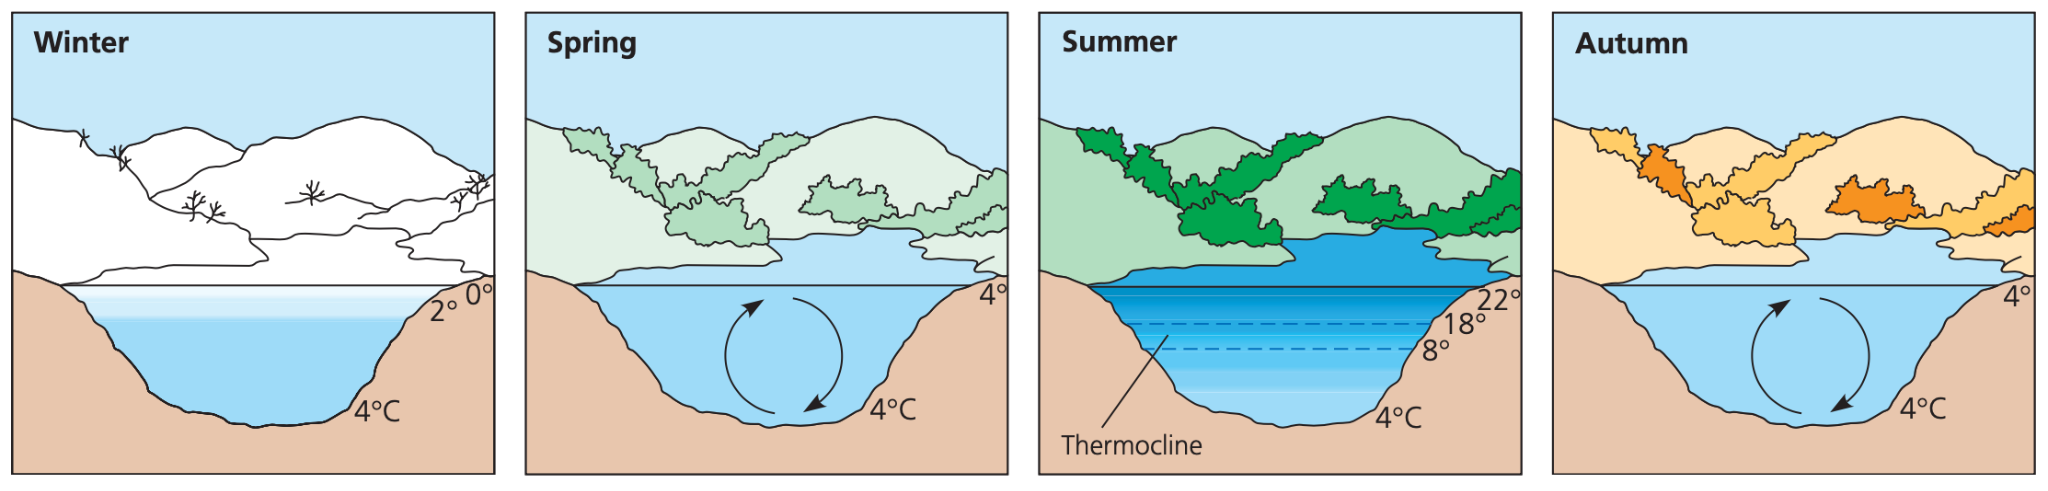 Winter
0°
2°
4°C
Spring
4°
4°C
Summer
22°
18°
8°
4°C
Thermocline
Autumn
4°
4°C